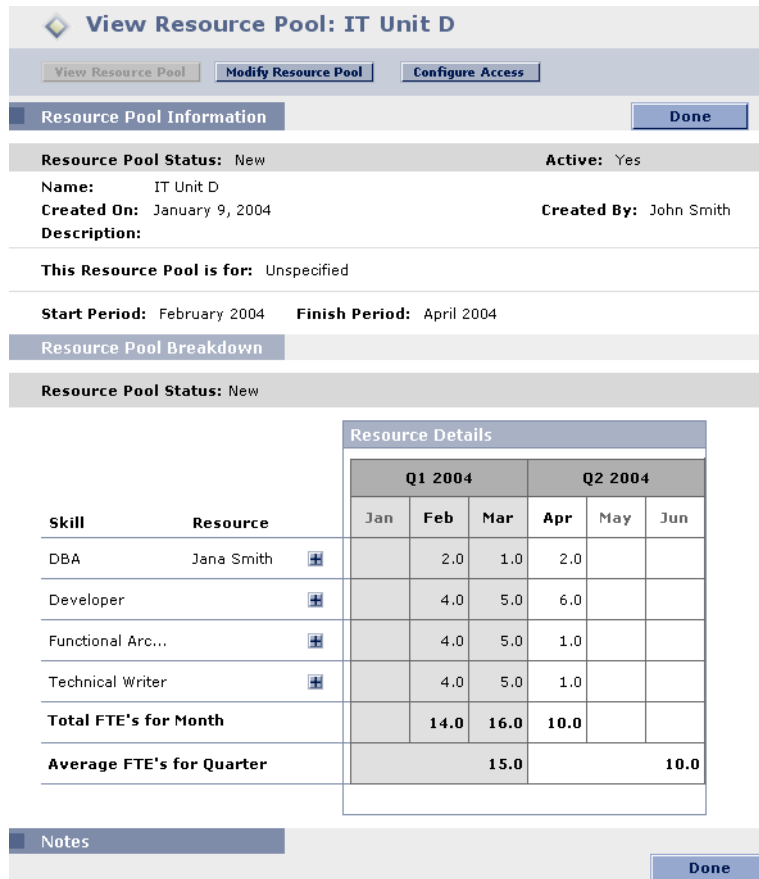 View Resource Pool: IT Unit D
View Resource Pool Modify Resource Pool Configure Access
Resource Pool Information Done
Resource Pool Status: New Active: Yes
Name: IT Unit D
Created On: January 9, 2004 Created By: John Smith
Description:
This Resource Pool is for: Unspecified
Start Period: February 2004 Finish Period: April 2004
Resource Pool Breakdown
Resource Pool Status: New
Resource Details
Q1 2004 Q2 2004
Skill Resource Jan Feb Mar Apr May Jun
DBA Jana Smith 2.0 1.0 2.0
Developer 4.0 5.0 6.0
Functional Arc... 4.0 5.0 1.0
Technical Writer 4.0 5.0 1.0
Total FTE's for Month 14.0 16.0 10.0
Average FTE's for Quarter 15.0 10.0
Notes
Done